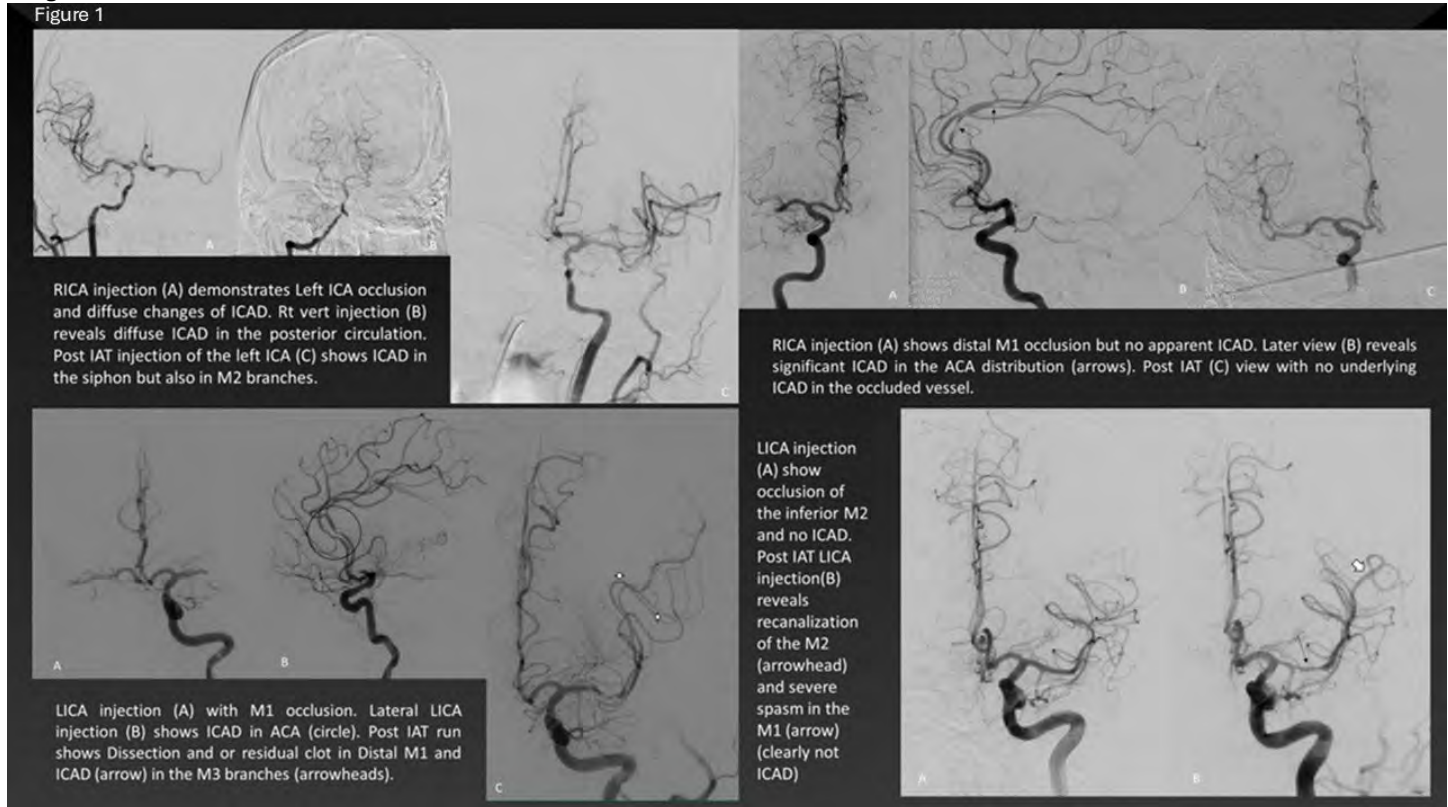 Figure 1
A
B
C
RICA injection (A) demonstrates Left ICA occlusion
and diffuse changes of ICAD. Rt vert injection (B)
reveals diffuse ICAD in the posterior circulation.
Post IAT injection of the left ICA (C) shows ICAD in
the siphon but also in M2 branches.
A
B
C
RICA injection (A) shows distal M1 occlusion but no apparent ICAD. Later view (B) reveals
significant ICAD in the ACA distribution (arrows). Post IAT (C) view with no underlying
ICAD in the occluded vessel.
A
B
C
LICA injection (A) with M1 occlusion. Lateral LICA
injection (B) shows ICAD in ACA (circle). Post IAT run
shows Dissection and or residual clot in Distal M1 and
ICAD (arrow) in the M3 branches (arrowheads).
LICA injection
(A) show
occlusion of
the inferior M2
and no ICAD.
Post IAT LICA
injection(B)
reveals
recanalization
of the M2
(arrowhead)
and severe
spasm in the
M1 (arrow)
(clearly not
ICAD)
A
B